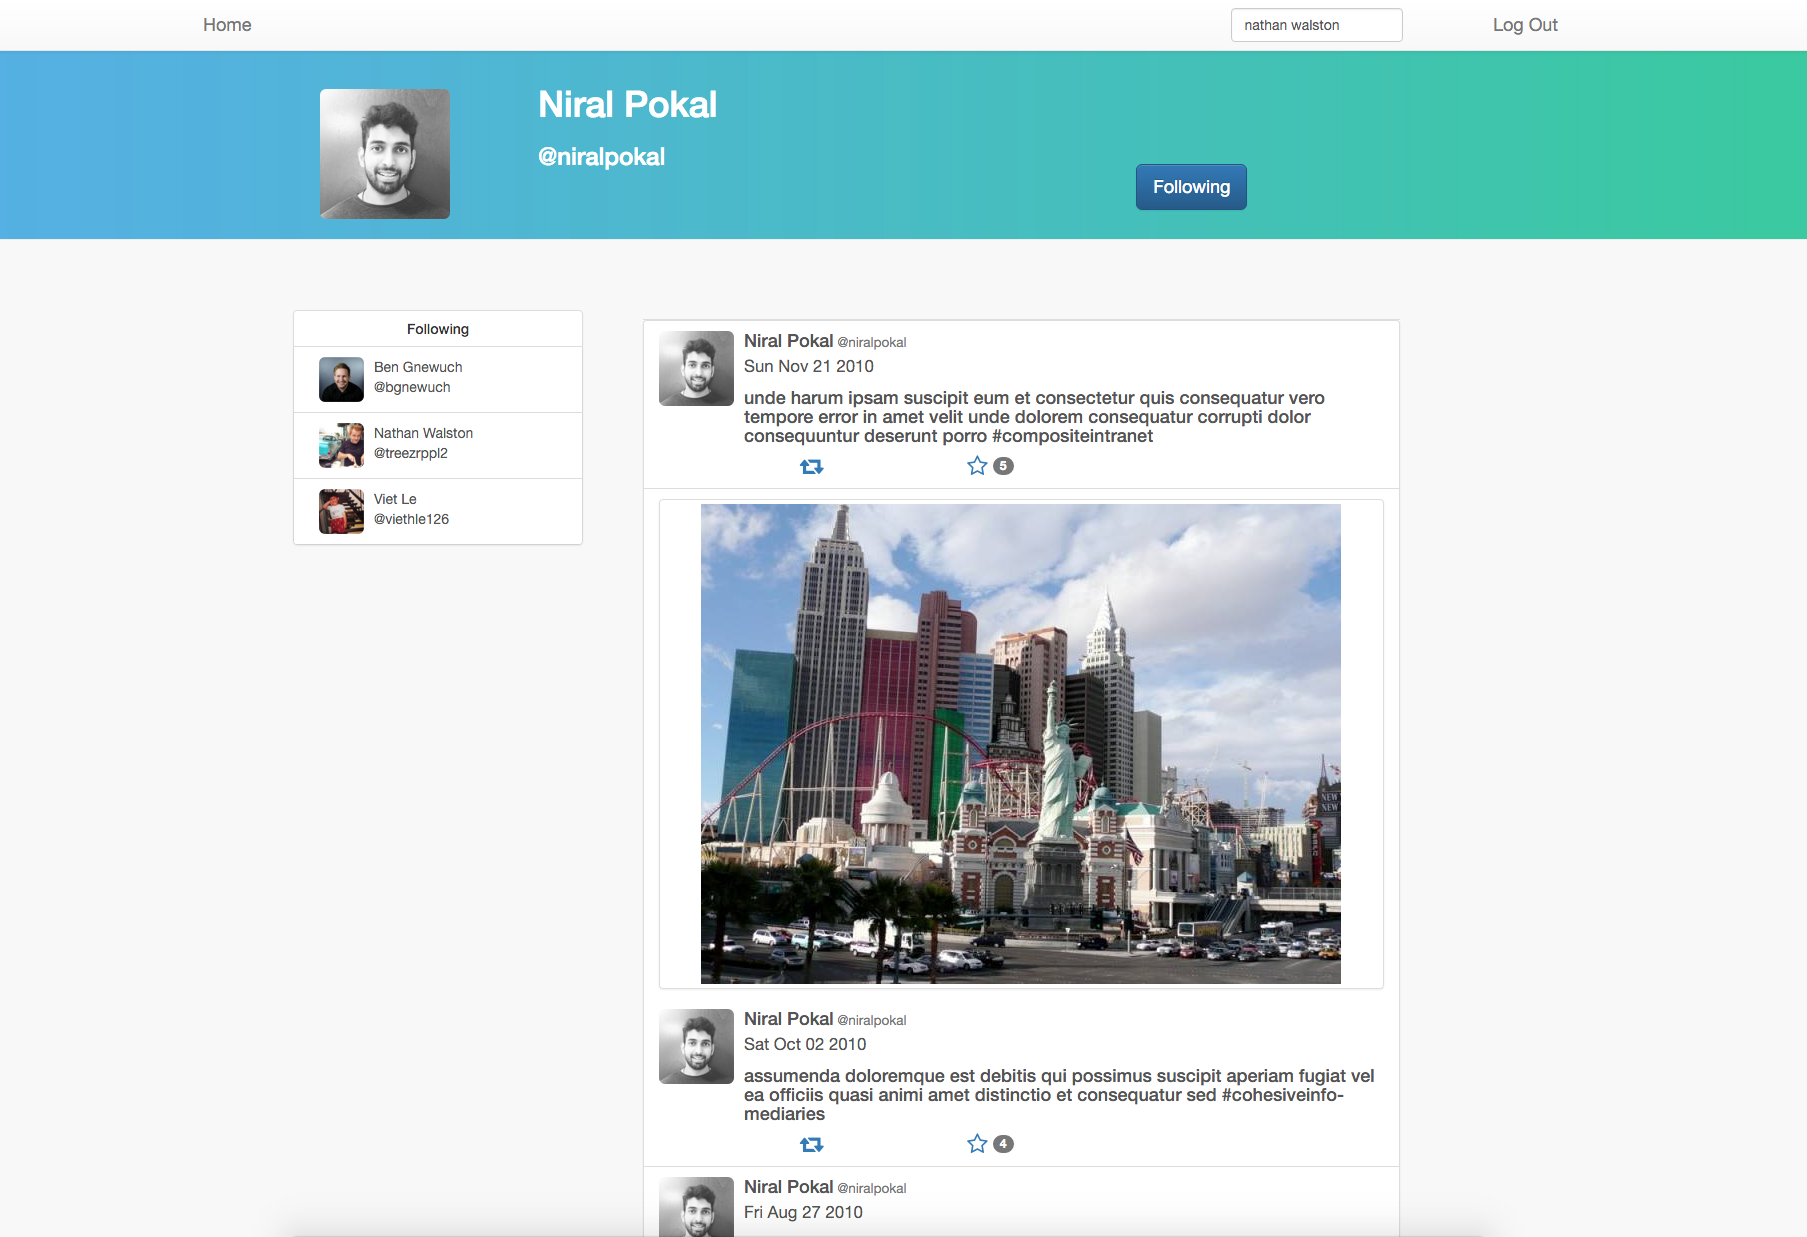 Home
nathan walston
Log Out
Niral Pokal
@niralpokal
Following
Following
Ben Gnewuch
@bgnewuch
Nathan Walston
@treezrppl2
Viet Le
@viethle126
Niral Pokal @niralpokal
Sun Nov 21 2010
unde harum ipsam suscipit eum et consectetur quis consequatur vero
tempore error in amet velit unde dolorem consequatur corrupti dolor
consequuntur deserunt porro #compositeintranet
5
NEW
NEW
Niral Pokal @niralpokal
Sat Oct 02 2010
assumenda doloremque est debitis qui possimus suscipit aperiam fugiat vel
ea officiis quasi animi amet distinctio et consequatur sed #cohesiveinfo-
mediaries
4
Niral Pokal @niralpokal
Fri Aug 27 2010